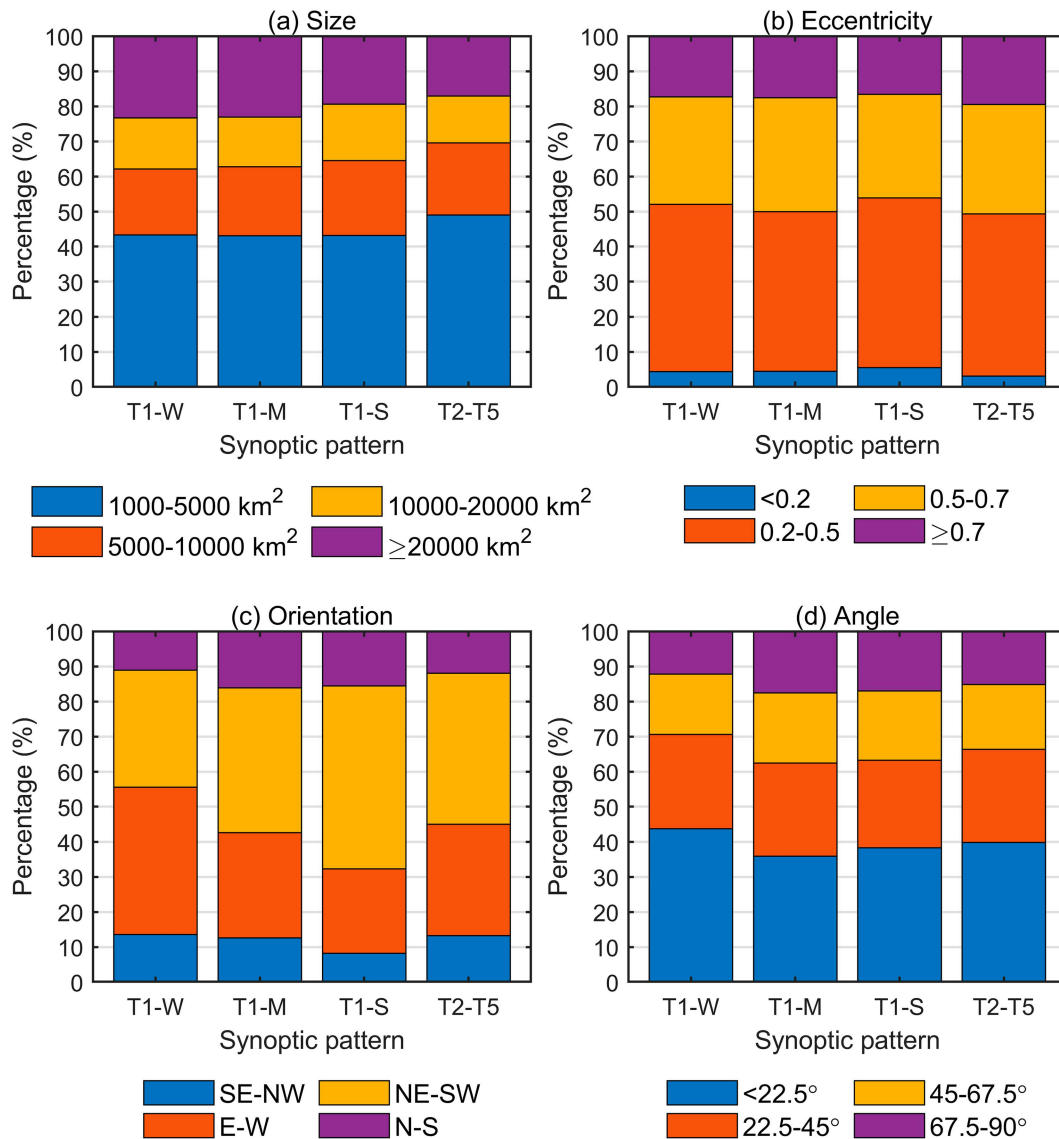 (a) Size
100
90
80
70
60
50
40
30
20
10
0
Percentage (%)
T1-W T1-M T1-S T2-T5
Synoptic pattern
1000-5000 km² 10000-20000 km²
5000-10000 km² ≥20000 km²
(b) Eccentricity
100
90
80
70
60
50
40
30
20
10
0
Percentage (%)
T1-W T1-M T1-S T2-T5
Synoptic pattern
<0.2 0.5-0.7
0.2-0.5 ≥0.7
(c) Orientation
100
90
80
70
60
50
40
30
20
10
0
Percentage (%)
T1-W T1-M T1-S T2-T5
Synoptic pattern
SE-NW NE-SW
E-W N-S
(d) Angle
100
90
80
70
60
50
40
30
20
10
0
Percentage (%)
T1-W T1-M T1-S T2-T5
Synoptic pattern
<22.5° 45-67.5°
22.5-45° 67.5-90°